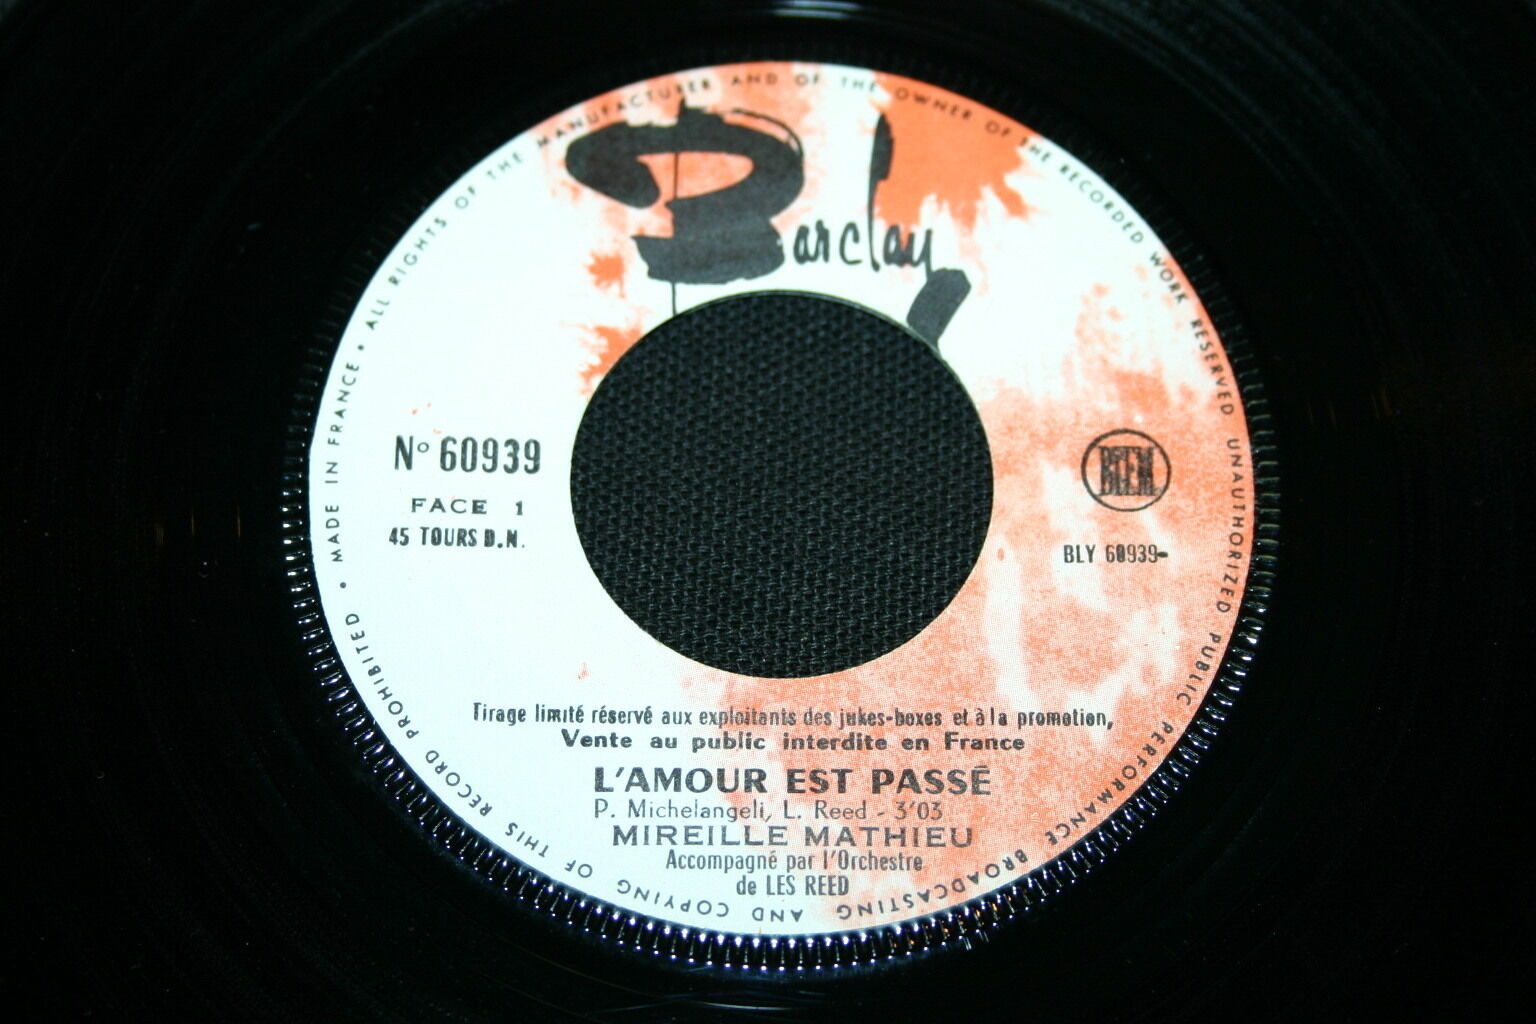 Barclay
N° 60939
FACE 1
45 TOURS D.N.
BIEM
BLY 60939-
Tirage limité réservé aux exploitants des jukes-boxes et à la promotion,
Vente au public interdite en France
L'AMOUR EST PASSÉ
P. Michelangeli, L. Reed - 3'03
MIREILLE MATHIEU
Accompagné par l'Orchestre
de LES REED
• MADE IN FRANCE • ALL RIGHTS OF THE MANUFACTURER AND OF THE OWNER OF THE RECORDED WORK RESERVED UNAUTHORIZED PUBLIC PERFORMANCE BROADCASTING AND COPYING OF THIS RECORD PROHIBITED